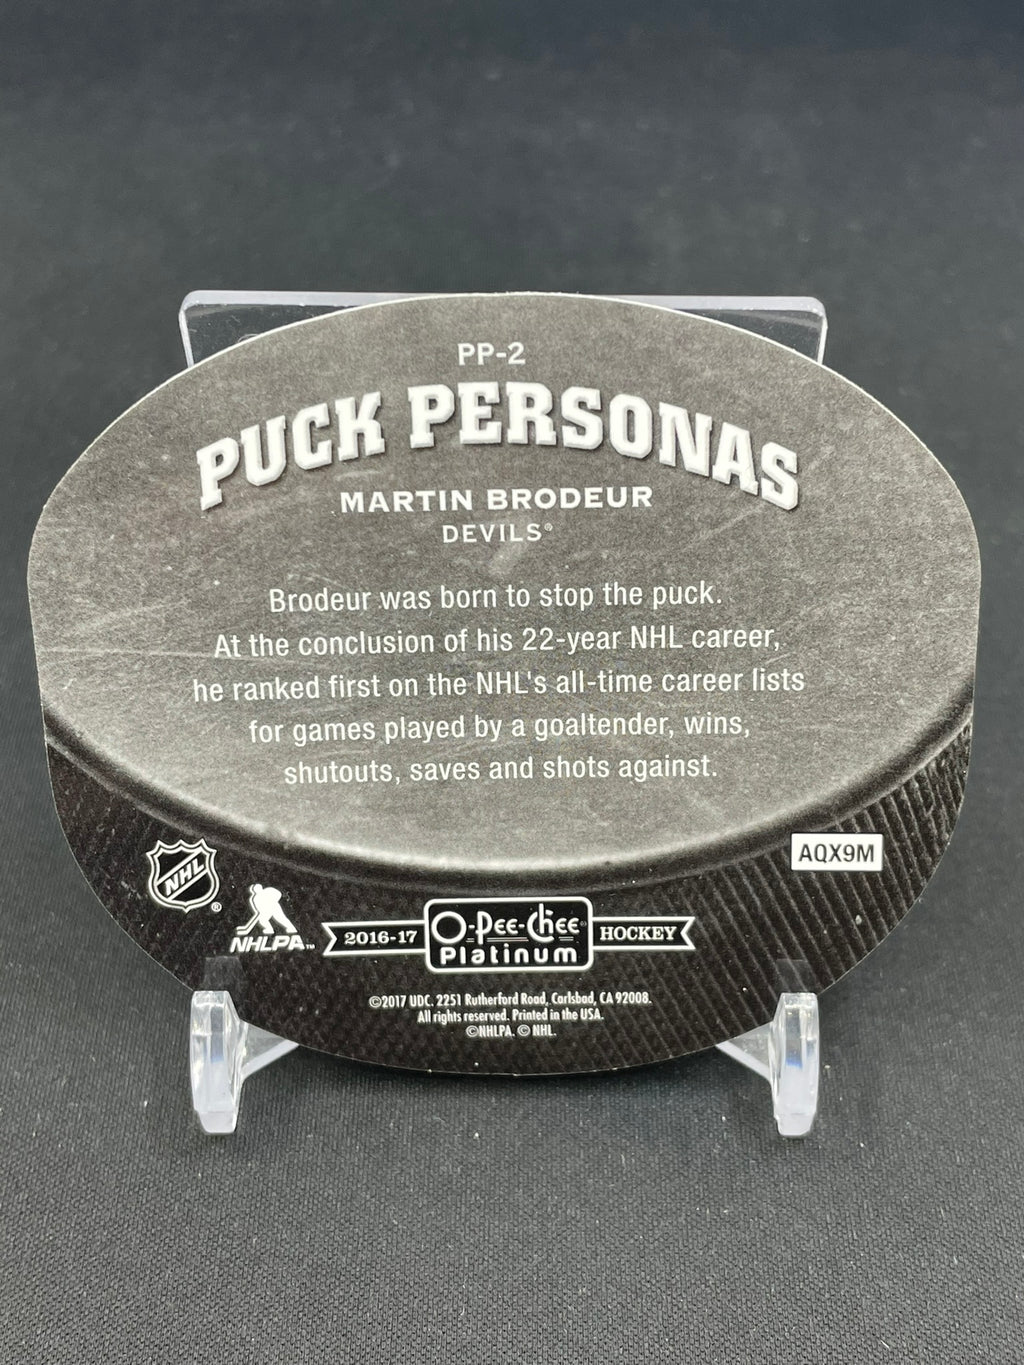 PP-2
PUCK PERSONAS
MARTIN BRODEUR
DEVILS®
Brodeur was born to stop the puck.
At the conclusion of his 22-year NHL career,
he ranked first on the NHL's all-time career lists
for games played by a goaltender, wins,
shutouts, saves and shots against.
AQX9M
NHL®
NHLPA™
2016-17 O-Pee-Chee® HOCKEY
Platinum
©2017 UDC. 2251 Rutherford Road, Carlsbad, CA 92008.
All rights reserved. Printed in the USA.
©NHLPA. © NHL.